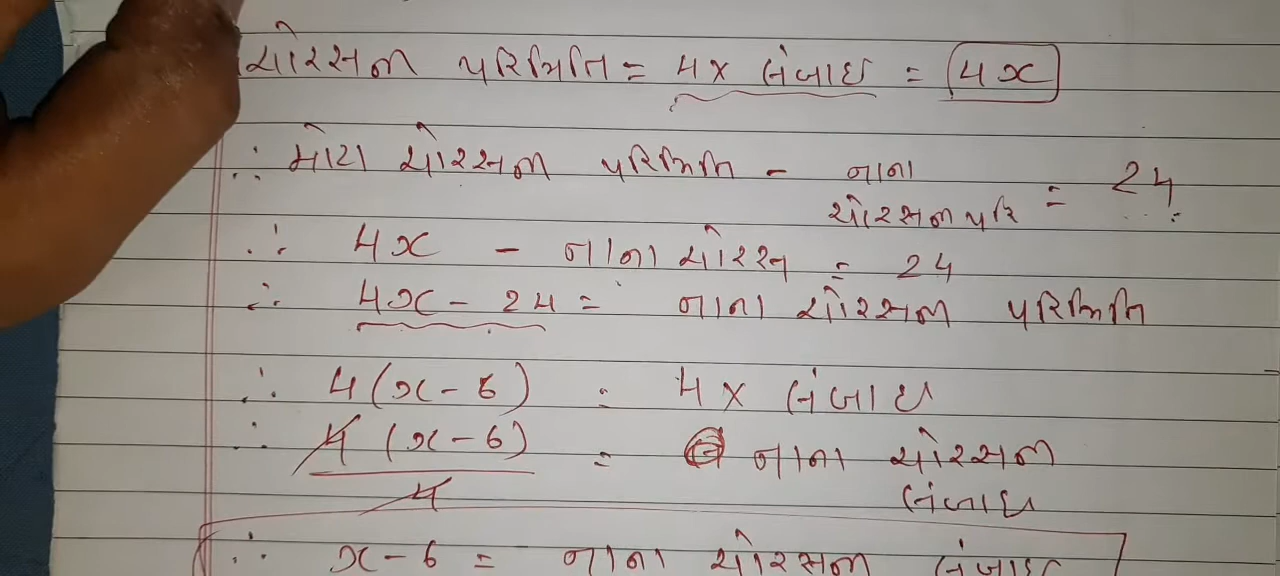 ચોરસની પરિમિતિ = 4 x લંબાઈ = 4x
∴ મોટા ચોરસની પરિમિતિ - નાના ચોરસની પરિ = 24
∴ 4x - નાના ચોરસ = 24
∴ 4x - 24 = નાના ચોરસની પરિમિતિ
∴ 4(x - 6) = 4 x લંબાઈ
∴ 4 (x - 6) / 4 = નાના ચોરસની લંબાઈ
∴ x - 6 = નાના ચોરસની લંબાઈ